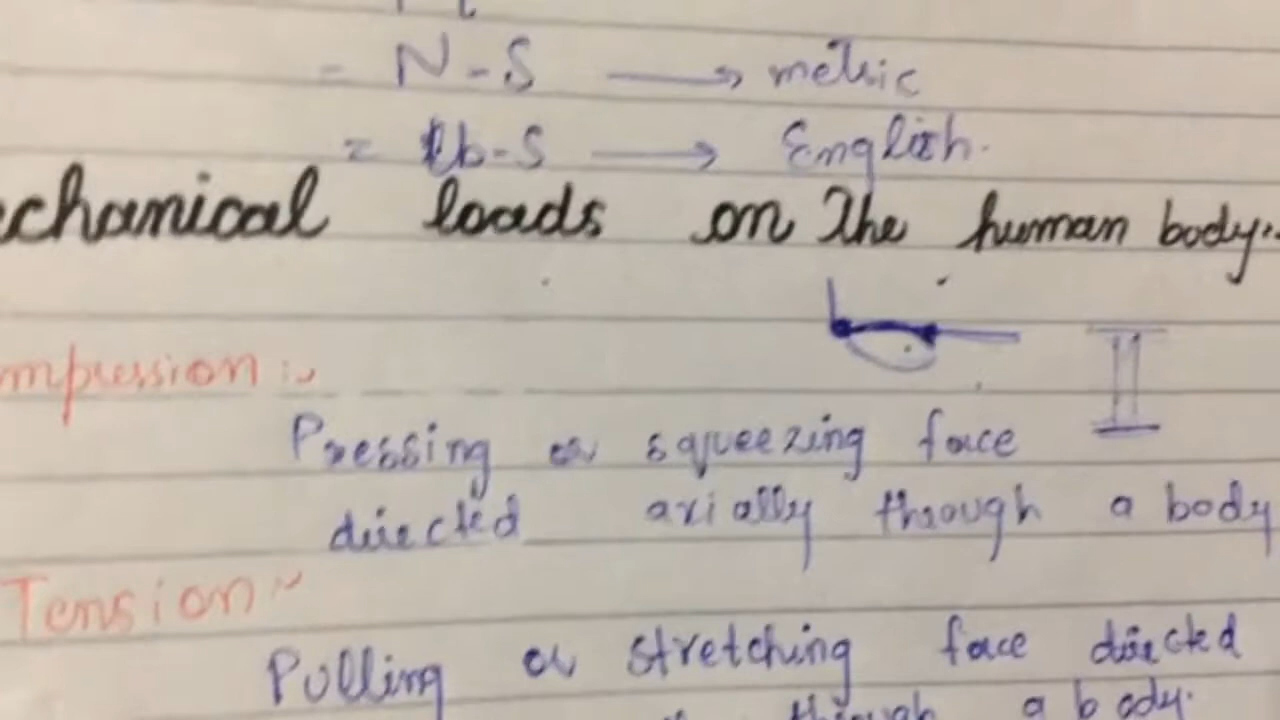 = N-S → metric
= lb-S → English.
chanical loads on The human body:.
mpression :-
Pressing or squeezing force
directed axially through a body
Tension :-
Pulling or stretching force directed
through a body.